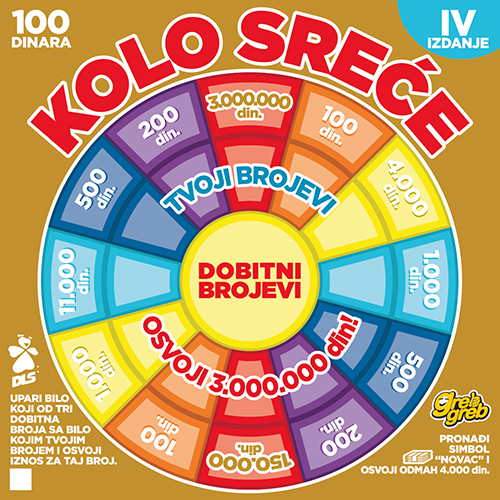 100
DINARA
KOLO SREĆE
IV
IZDANJE
3.000.000
din.
100
din.
4.000
din.
1.000
din.
500
din.
200
din.
150.000
din.
100
din.
1.000
din.
11.000
din.
500
din.
200
din.
TVOJI BROJEVI
DOBITNI
BROJEVI
OSVOJI 3.000.000 din!
DLS
UPARI BILO
KOJI OD TRI
DOBITNA
BROJA SA BILO
KOJIM TVOJIM
BROJEM I OSVOJI
IZNOS ZA TAJ BROJ.
greb
greb
PRONAĐI
SIMBOL
"NOVAC" I
OSVOJI ODMAH 4.000 din.